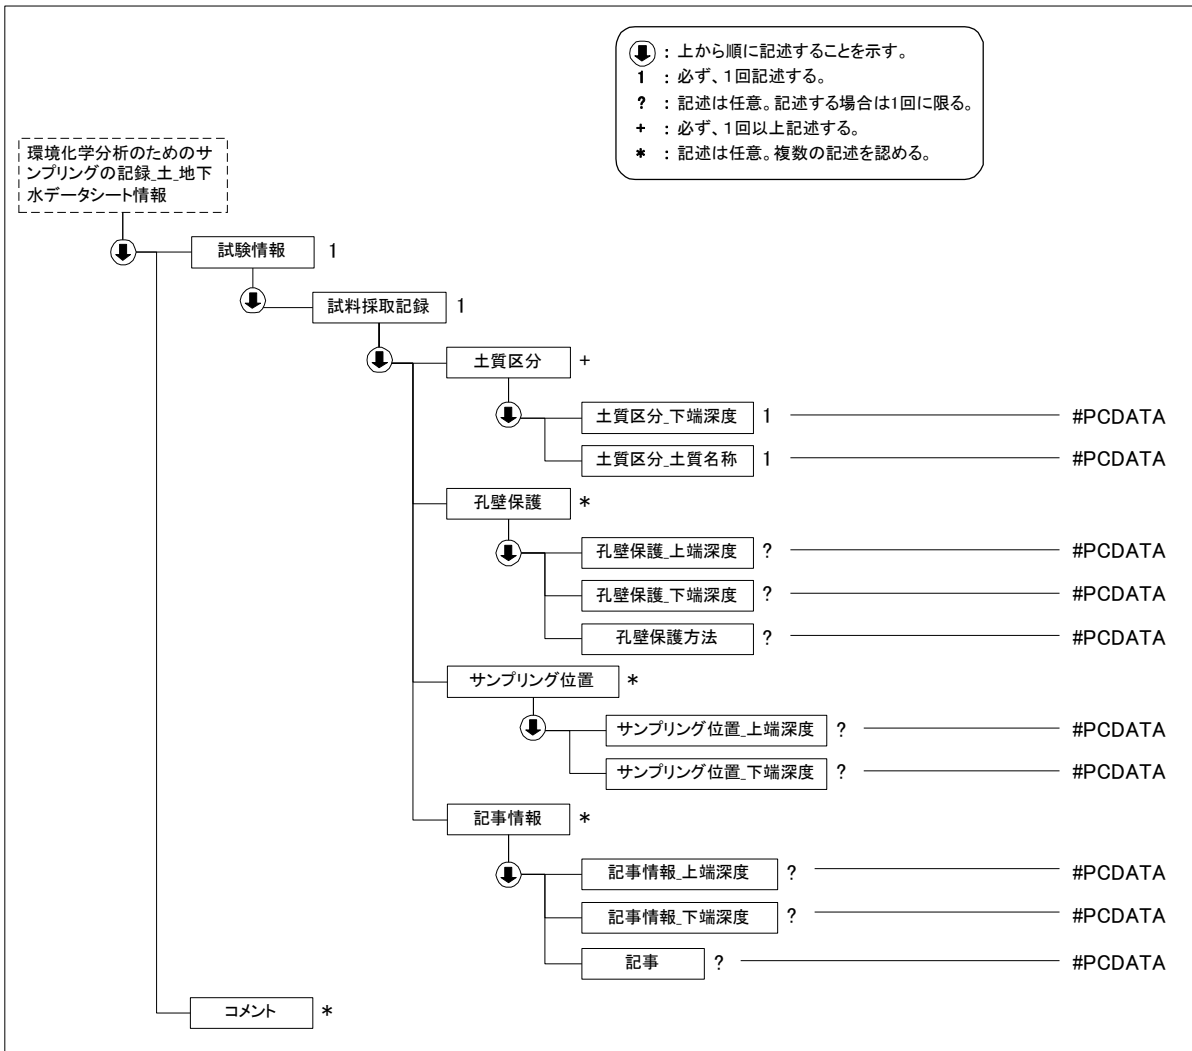 : 上から順に記述することを示す。
1 : 必ず、1回記述する。
? : 記述は任意。記述する場合は1回に限る。
+ : 必ず、1回以上記述する。
* : 記述は任意。複数の記述を認める。
環境化学分析のためのサ
ンプリングの記録_土_地下
水データシート情報
試験情報 1
試料採取記録 1
土質区分 +
土質区分_下端深度 1 #PCDATA
土質区分_土質名称 1 #PCDATA
孔壁保護 *
孔壁保護_上端深度 ? #PCDATA
孔壁保護_下端深度 ? #PCDATA
孔壁保護方法 ? #PCDATA
サンプリング位置 *
サンプリング位置_上端深度 ? #PCDATA
サンプリング位置_下端深度 ? #PCDATA
記事情報 *
記事情報_上端深度 ? #PCDATA
記事情報_下端深度 ? #PCDATA
記事 ? #PCDATA
コメント *